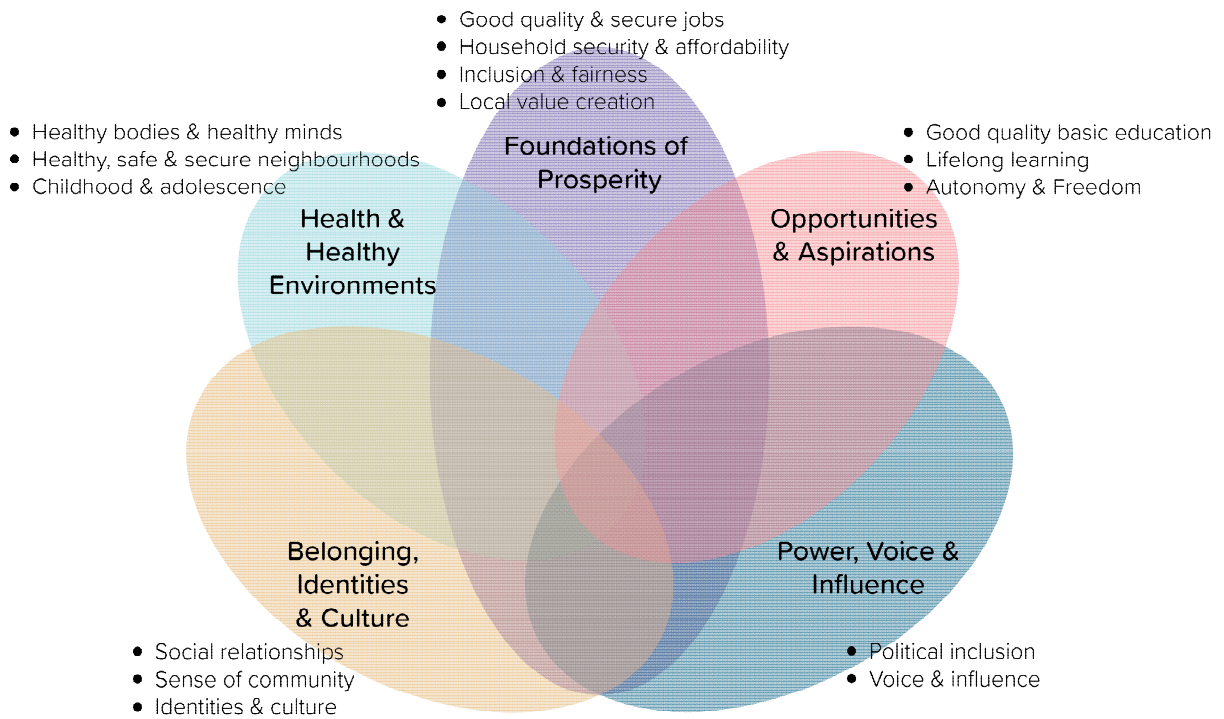 • Good quality & secure jobs
• Household security & affordability
• Inclusion & fairness
• Local value creation
Foundations of
Prosperity
• Healthy bodies & healthy minds
• Healthy, safe & secure neighbourhoods
• Childhood & adolescence
Health &
Healthy
Environments
• Good quality basic education
• Lifelong learning
• Autonomy & Freedom
Opportunities
& Aspirations
Belonging,
Identities
& Culture
• Social relationships
• Sense of community
• Identities & culture
Power, Voice &
Influence
• Political inclusion
• Voice & influence